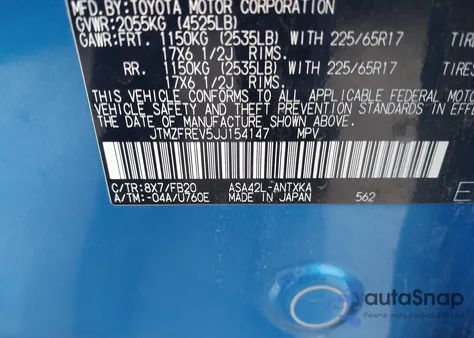 MFD.BY:TOYOTA MOTOR CORPORATION
GVWR:2055KG (4525LB)
GAWR:FRT. 1150KG (2535LB) WITH 225/65R17 TIRE
17X6 1/2J RIMS.
RR. 1150KG (2535LB) WITH 225/65R17 TIRE
17X6 1/2J RIMS.
THIS VEHICLE CONFORMS TO ALL APPLICABLE FEDERAL MOTOR
VEHICLE SAFETY AND THEFT PREVENTION STANDARDS IN EFFE
THE DATE OF MANUFACTURE SHOWN ABOVE.
JTMZFREV5JJ154147 MPV
C/TR:8X7/FB20 ASA42L-ANTXKA
A/TM:-04A/U760E MADE IN JAPAN 562 E
autoSnap